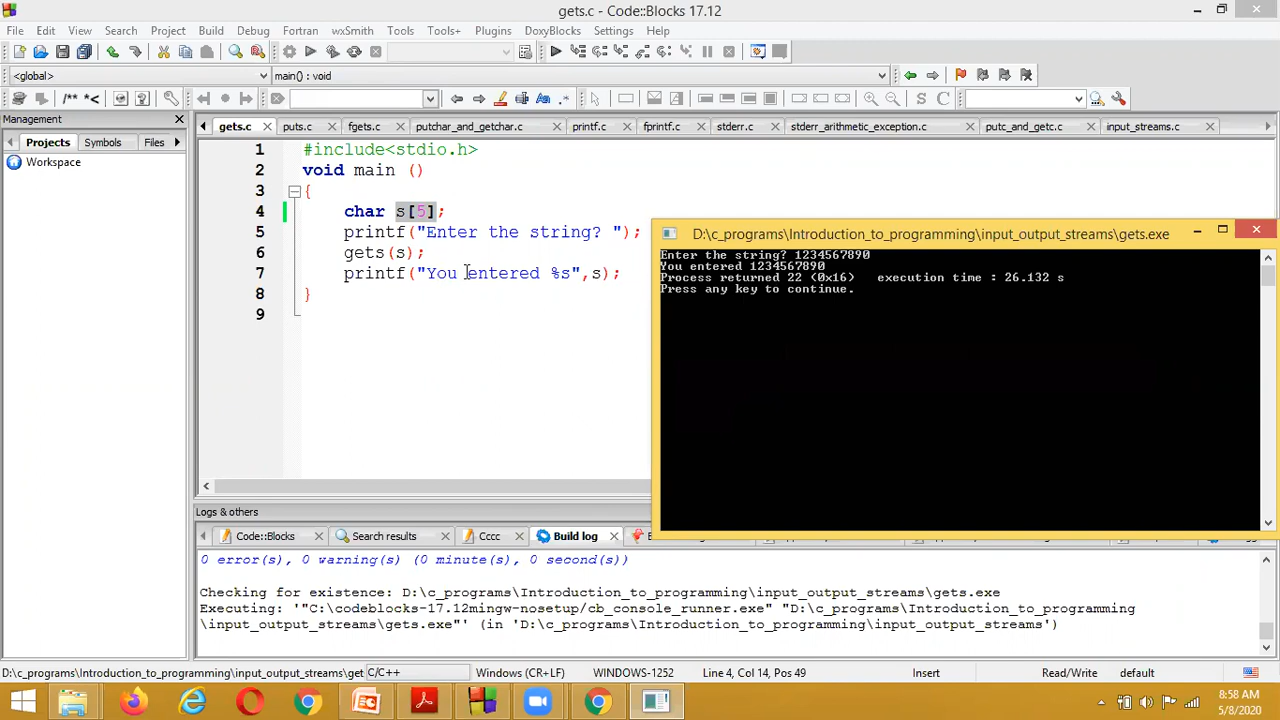 gets.c - Code::Blocks 17.12
File Edit View Search Project Build Debug Fortran wxSmith Tools Tools+ Plugins DoxyBlocks Settings Help
<global> main() : void
/** *< S C
Management
Projects Symbols Files
Workspace
gets.c puts.c fgets.c putchar_and_getchar.c printf.c fprintf.c stderr.c stderr_arithmetic_exception.c putc_and_getc.c input_streams.c
1 #include<stdio.h>
2 void main ()
3 {
4 char s[5];
5 printf("Enter the string? ");
6 gets(s);
7 printf("You entered %s",s);
8 }
9
D:\c_programs\Introduction_to_programming\input_output_streams\gets.exe
Enter the string? 1234567890
You entered 1234567890
Process returned 22 (0x16) execution time : 26.132 s
Press any key to continue.
Logs & others
Code::Blocks Search results Cccc Build log
0 error(s), 0 warning(s) (0 minute(s), 0 second(s))
Checking for existence: D:\c_programs\Introduction_to_programming\input_output_streams\gets.exe
Executing: '"C:\codeblocks-17.12mingw-nosetup/cb_console_runner.exe" "D:\c_programs\Introduction_to_programming
\input_output_streams\gets.exe"' (in 'D:\c_programs\Introduction_to_programming\input_output_streams')
D:\c_programs\Introduction_to_programming\input_output_streams\get C/C++ Windows (CR+LF) WINDOWS-1252 Line 4, Col 14, Pos 49 Insert Read/Write default
8:58 AM
5/8/2020